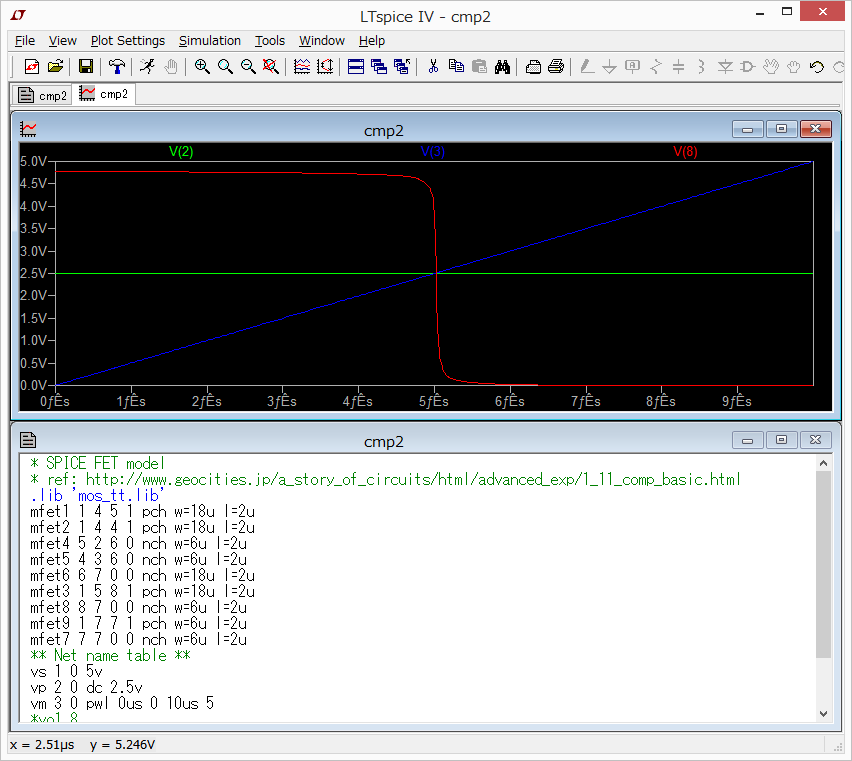 LTspice IV - cmp2
File View Plot Settings Simulation Tools Window Help
cmp2 cmp2
cmp2
V(2) V(3) V(8)
5.0V
4.5V
4.0V
3.5V
3.0V
2.5V
2.0V
1.5V
1.0V
0.5V
0.0V
0ƒÊs 1ƒÊs 2ƒÊs 3ƒÊs 4ƒÊs 5ƒÊs 6ƒÊs 7ƒÊs 8ƒÊs 9ƒÊs
cmp2
* SPICE FET model
* ref: http://www.geocities.jp/a_story_of_circuits/html/advanced_exp/1_11_comp_basic.html
.lib 'mos_tt.lib'
mfet1 1 4 5 1 pch w=18u l=2u
mfet2 1 4 4 1 pch w=18u l=2u
mfet4 5 2 6 0 nch w=6u l=2u
mfet5 4 3 6 0 nch w=6u l=2u
mfet6 6 7 0 0 nch w=18u l=2u
mfet3 1 5 8 1 pch w=18u l=2u
mfet8 8 7 0 0 nch w=6u l=2u
mfet9 1 7 7 1 pch w=6u l=2u
mfet7 7 7 0 0 nch w=6u l=2u
** Net name table **
vs 1 0 5v
vp 2 0 dc 2.5v
vm 3 0 pwl 0us 0 10us 5
*vol 8
x = 2.51µs y = 5.246V